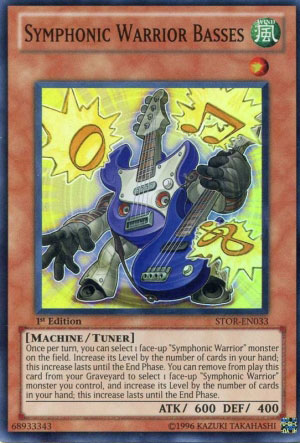 SYMPHONIC WARRIOR BASSES
WIND
風
STOR-EN033
1st Edition
[MACHINE / TUNER]
Once per turn, you can select 1 face-up "Symphonic Warrior" monster
on the field. Increase its Level by the number of cards in your hand;
this increase lasts until the End Phase. You can remove from play this
card from your Graveyard to select 1 face-up "Symphonic Warrior"
monster you control, and increase its Level by the number of cards
in your hand; this increase lasts until the End Phase.
ATK/ 600 DEF/ 400
68933343
©1996 KAZUKI TAKAHASHI